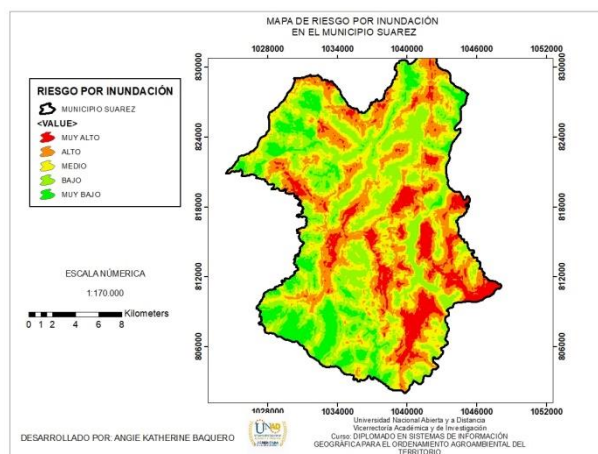 MAPA DE RIESGO POR INUNDACIÓN
EN EL MUNICIPIO SUAREZ
1028000 1034000 1040000 1046000 1052000
RIESGO POR INUNDACIÓN
MUNICIPIO SUAREZ
<VALUE>
MUY ALTO
ALTO
MEDIO
BAJO
MUY BAJO
830000
824000
818000
812000
806000
830000
824000
818000
812000
806000
ESCALA NÚMERICA
1:170.000
0 1 2 4 6 8 Kilometers
1028000 1034000 1040000 1046000 1052000
DESARROLLADO POR: ANGIE KATHERINE BAQUERO
UNAD
Universidad Nacional Abierta y a Distancia
Vicerrectoría Académica y de Investigación
Curso: DIPLOMADO EN SISTEMAS DE INFORMACIÓN
GEOGRÁFICA PARA EL ORDENAMIENTO AGROAMBIENTAL DEL
TERRITORIO